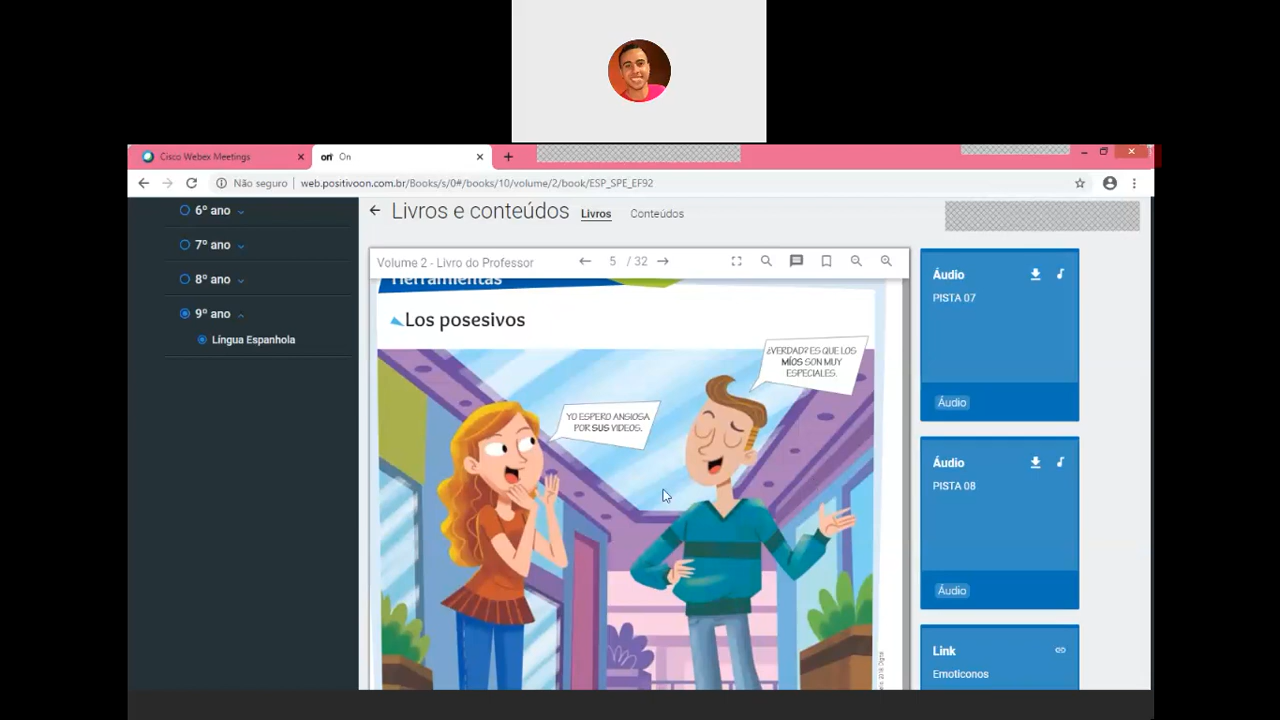 Cisco Webex Meetings
on On
Não seguro web.positivoon.com.br/Books/s/0#/books/10/volume/2/book/ESP_SPE_EF92
6º ano
7º ano
8º ano
9º ano
Língua Espanhola
Livros e conteúdos Livros Conteúdos
Volume 2 - Livro do Professor 5 / 32
Herramientas
Los posesivos
¿VERDAD? ES QUE LOS
MÍOS SON MUY
ESPECIALES.
YO ESPERO ANSIOSA
POR SUS VIDEOS.
Áudio
PISTA 07
Áudio
Áudio
PISTA 08
Áudio
Link
Emoticonos